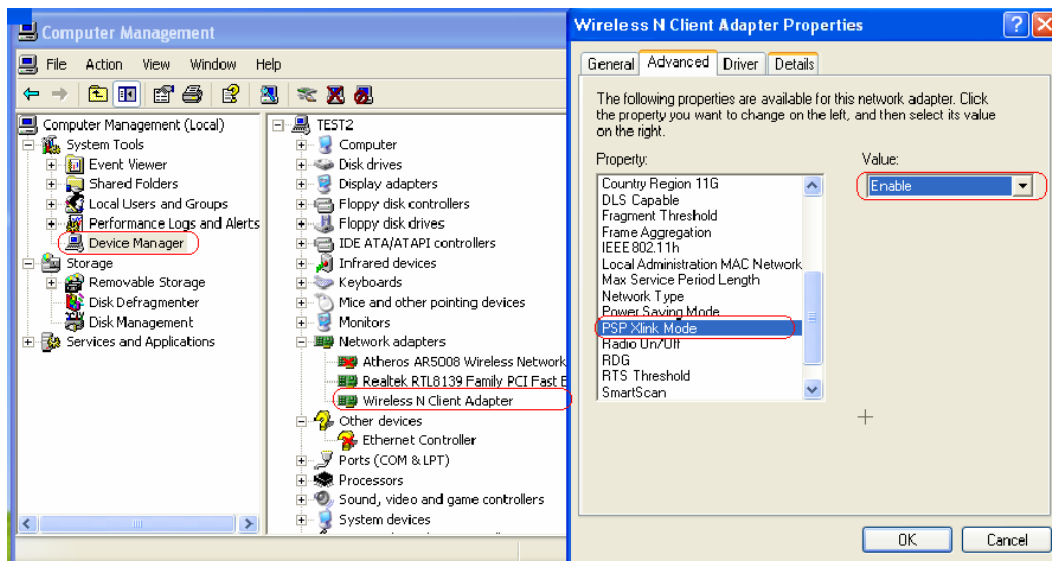 Computer Management
File Action View Window Help
Computer Management (Local)
System Tools
Event Viewer
Shared Folders
Local Users and Groups
Performance Logs and Alerts
Device Manager
Storage
Removable Storage
Disk Defragmenter
Disk Management
Services and Applications
TEST2
Computer
Disk drives
Display adapters
Floppy disk controllers
Floppy disk drives
IDE ATA/ATAPI controllers
Infrared devices
Keyboards
Mice and other pointing devices
Monitors
Network adapters
Atheros AR5008 Wireless Network
Realtek RTL8139 Family PCI Fast E
Wireless N Client Adapter
Other devices
Ethernet Controller
Ports (COM & LPT)
Processors
Sound, video and game controllers
System devices
Wireless N Client Adapter Properties
General Advanced Driver Details
The following properties are available for this network adapter. Click
the property you want to change on the left, and then select its value
on the right.
Property:
Value:
Country Region 11G
DLS Capable
Fragment Threshold
Frame Aggregation
IEEE802.11h
Local Administration MAC Network
Max Service Period Length
Network Type
Power Saving Mode
PSP Xlink Mode
Radio On/Off
RDG
RTS Threshold
SmartScan
Enable
OK Cancel